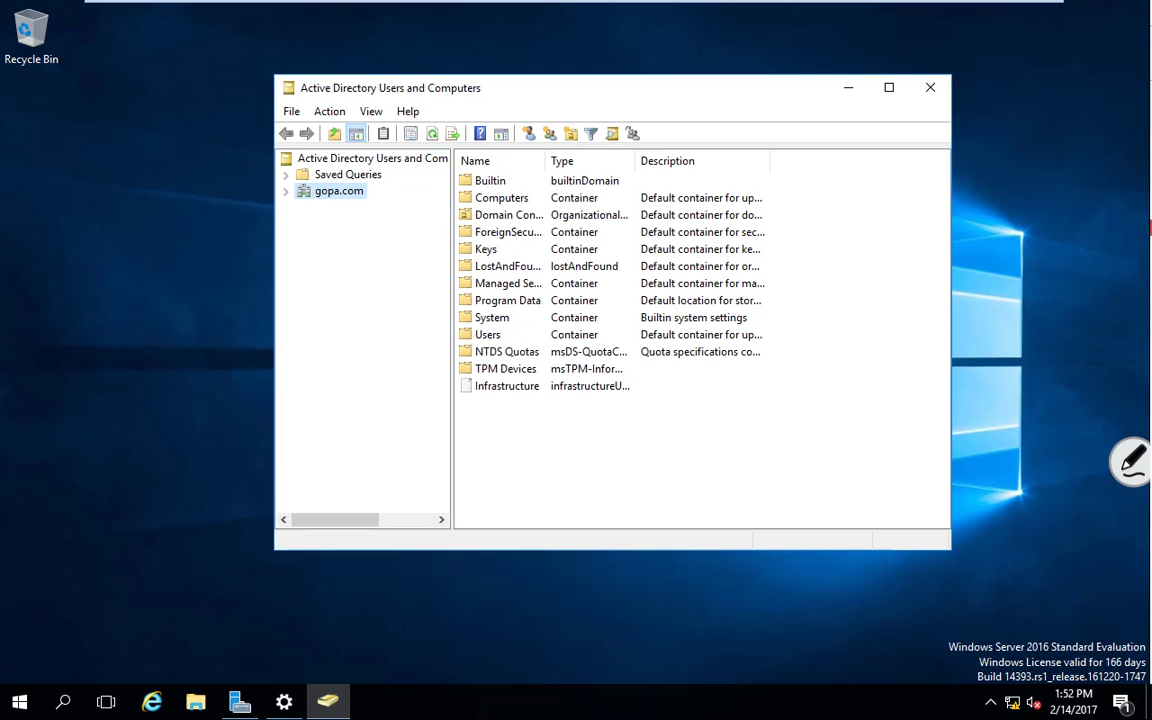 Recycle Bin
Active Directory Users and Computers
File Action View Help
Active Directory Users and Com
Saved Queries
gopa.com
Name Type Description
Builtin builtinDomain
Computers Container Default container for up...
Domain Con... Organizational... Default container for do...
ForeignSecu... Container Default container for sec...
Keys Container Default container for ke...
LostAndFou... lostAndFound Default container for or...
Managed Se... Container Default container for ma...
Program Data Container Default location for stor...
System Container Builtin system settings
Users Container Default container for up...
NTDS Quotas msDS-QuotaC... Quota specifications co...
TPM Devices msTPM-Infor...
Infrastructure infrastructureU...
Windows Server 2016 Standard Evaluation
Windows License valid for 166 days
Build 14393.rs1_release.161220-1747
1:52 PM
2/14/2017
1